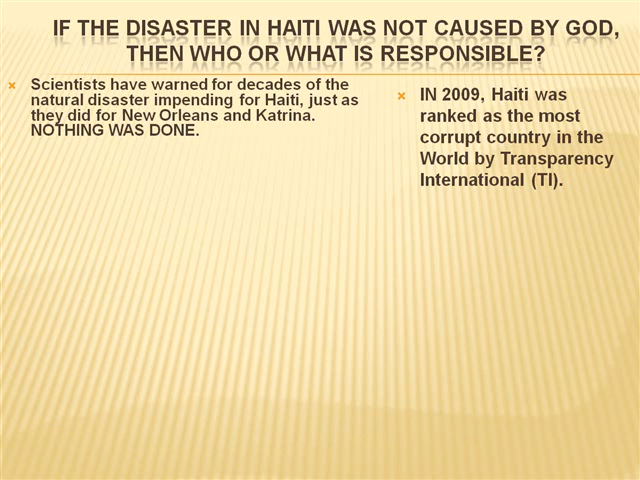 IF THE DISASTER IN HAITI WAS NOT CAUSED BY GOD,
THEN WHO OR WHAT IS RESPONSIBLE?
Scientists have warned for decades of the
natural disaster impending for Haiti, just as
they did for New Orleans and Katrina.
NOTHING WAS DONE.
IN 2009, Haiti was
ranked as the most
corrupt country in the
World by Transparency
International (TI).